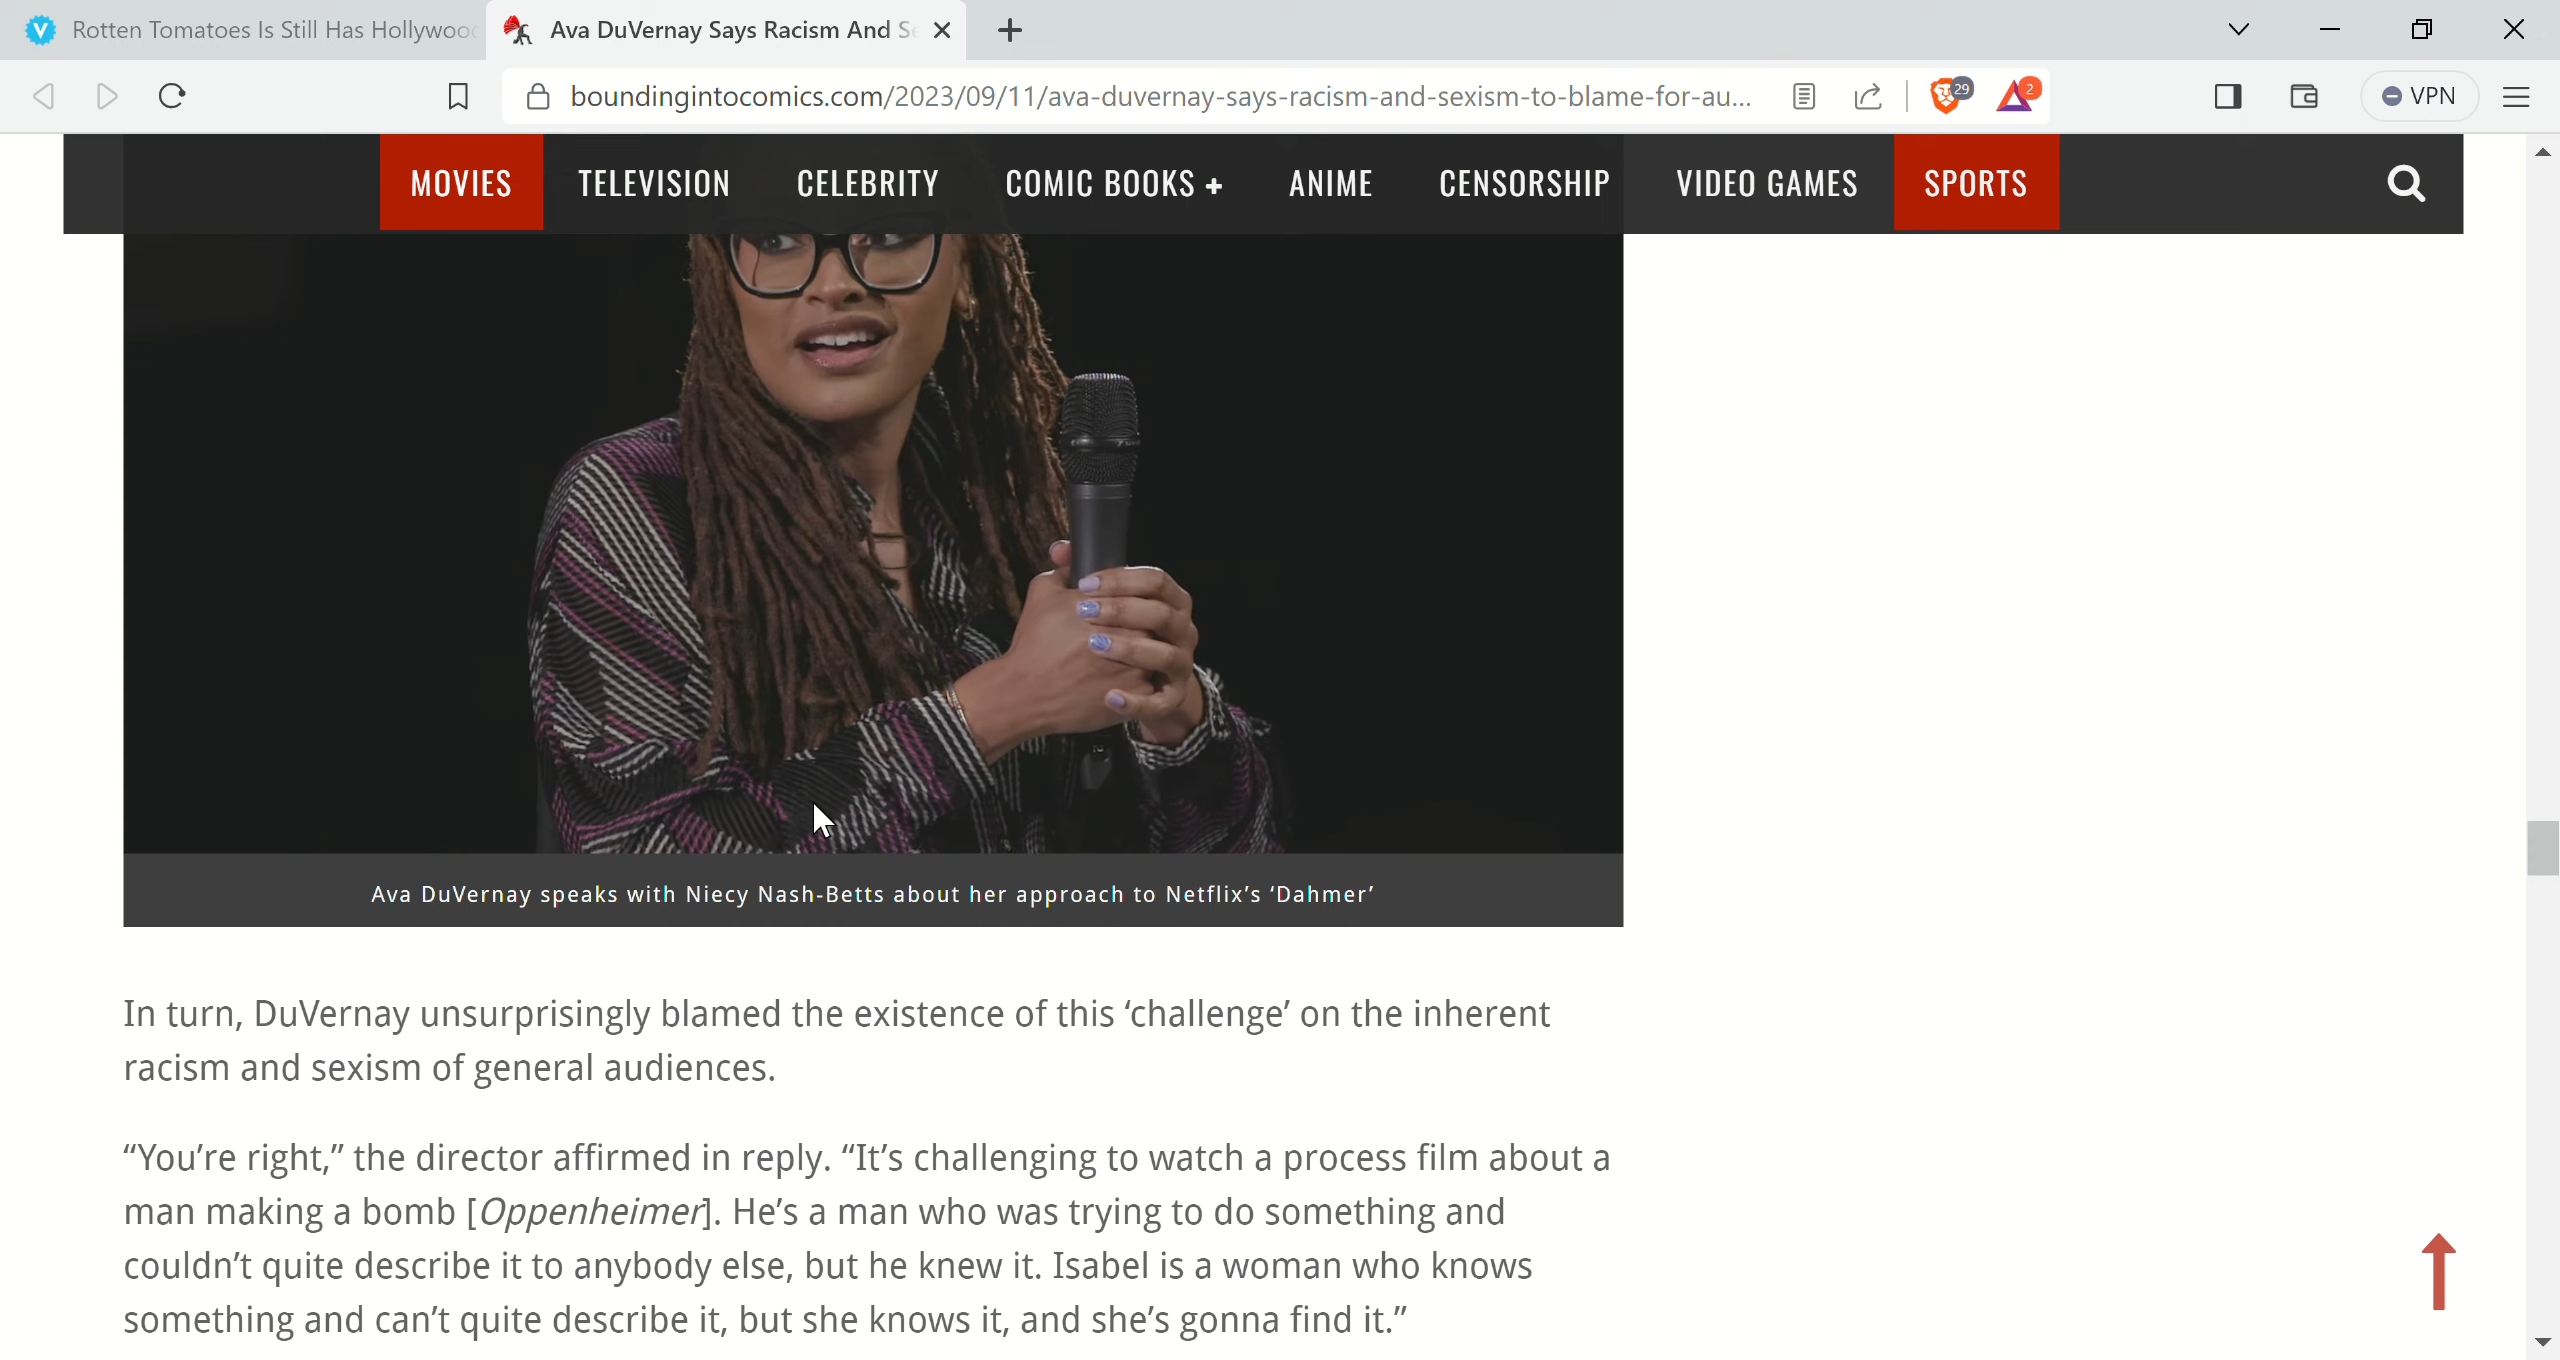 Rotten Tomatoes Is Still Has Hollywoo
Ava DuVernay Says Racism And S
boundingintocomics.com/2023/09/11/ava-duvernay-says-racism-and-sexism-to-blame-for-au...
29
2
VPN
MOVIES
TELEVISION
CELEBRITY
COMIC BOOKS +
ANIME
CENSORSHIP
VIDEO GAMES
SPORTS
Ava DuVernay speaks with Niecy Nash-Betts about her approach to Netflix’s ‘Dahmer’
In turn, DuVernay unsurprisingly blamed the existence of this ‘challenge’ on the inherent
racism and sexism of general audiences.
“You’re right,” the director affirmed in reply. “It’s challenging to watch a process film about a
man making a bomb [Oppenheimer]. He’s a man who was trying to do something and
couldn’t quite describe it to anybody else, but he knew it. Isabel is a woman who knows
something and can’t quite describe it, but she knows it, and she’s gonna find it.”